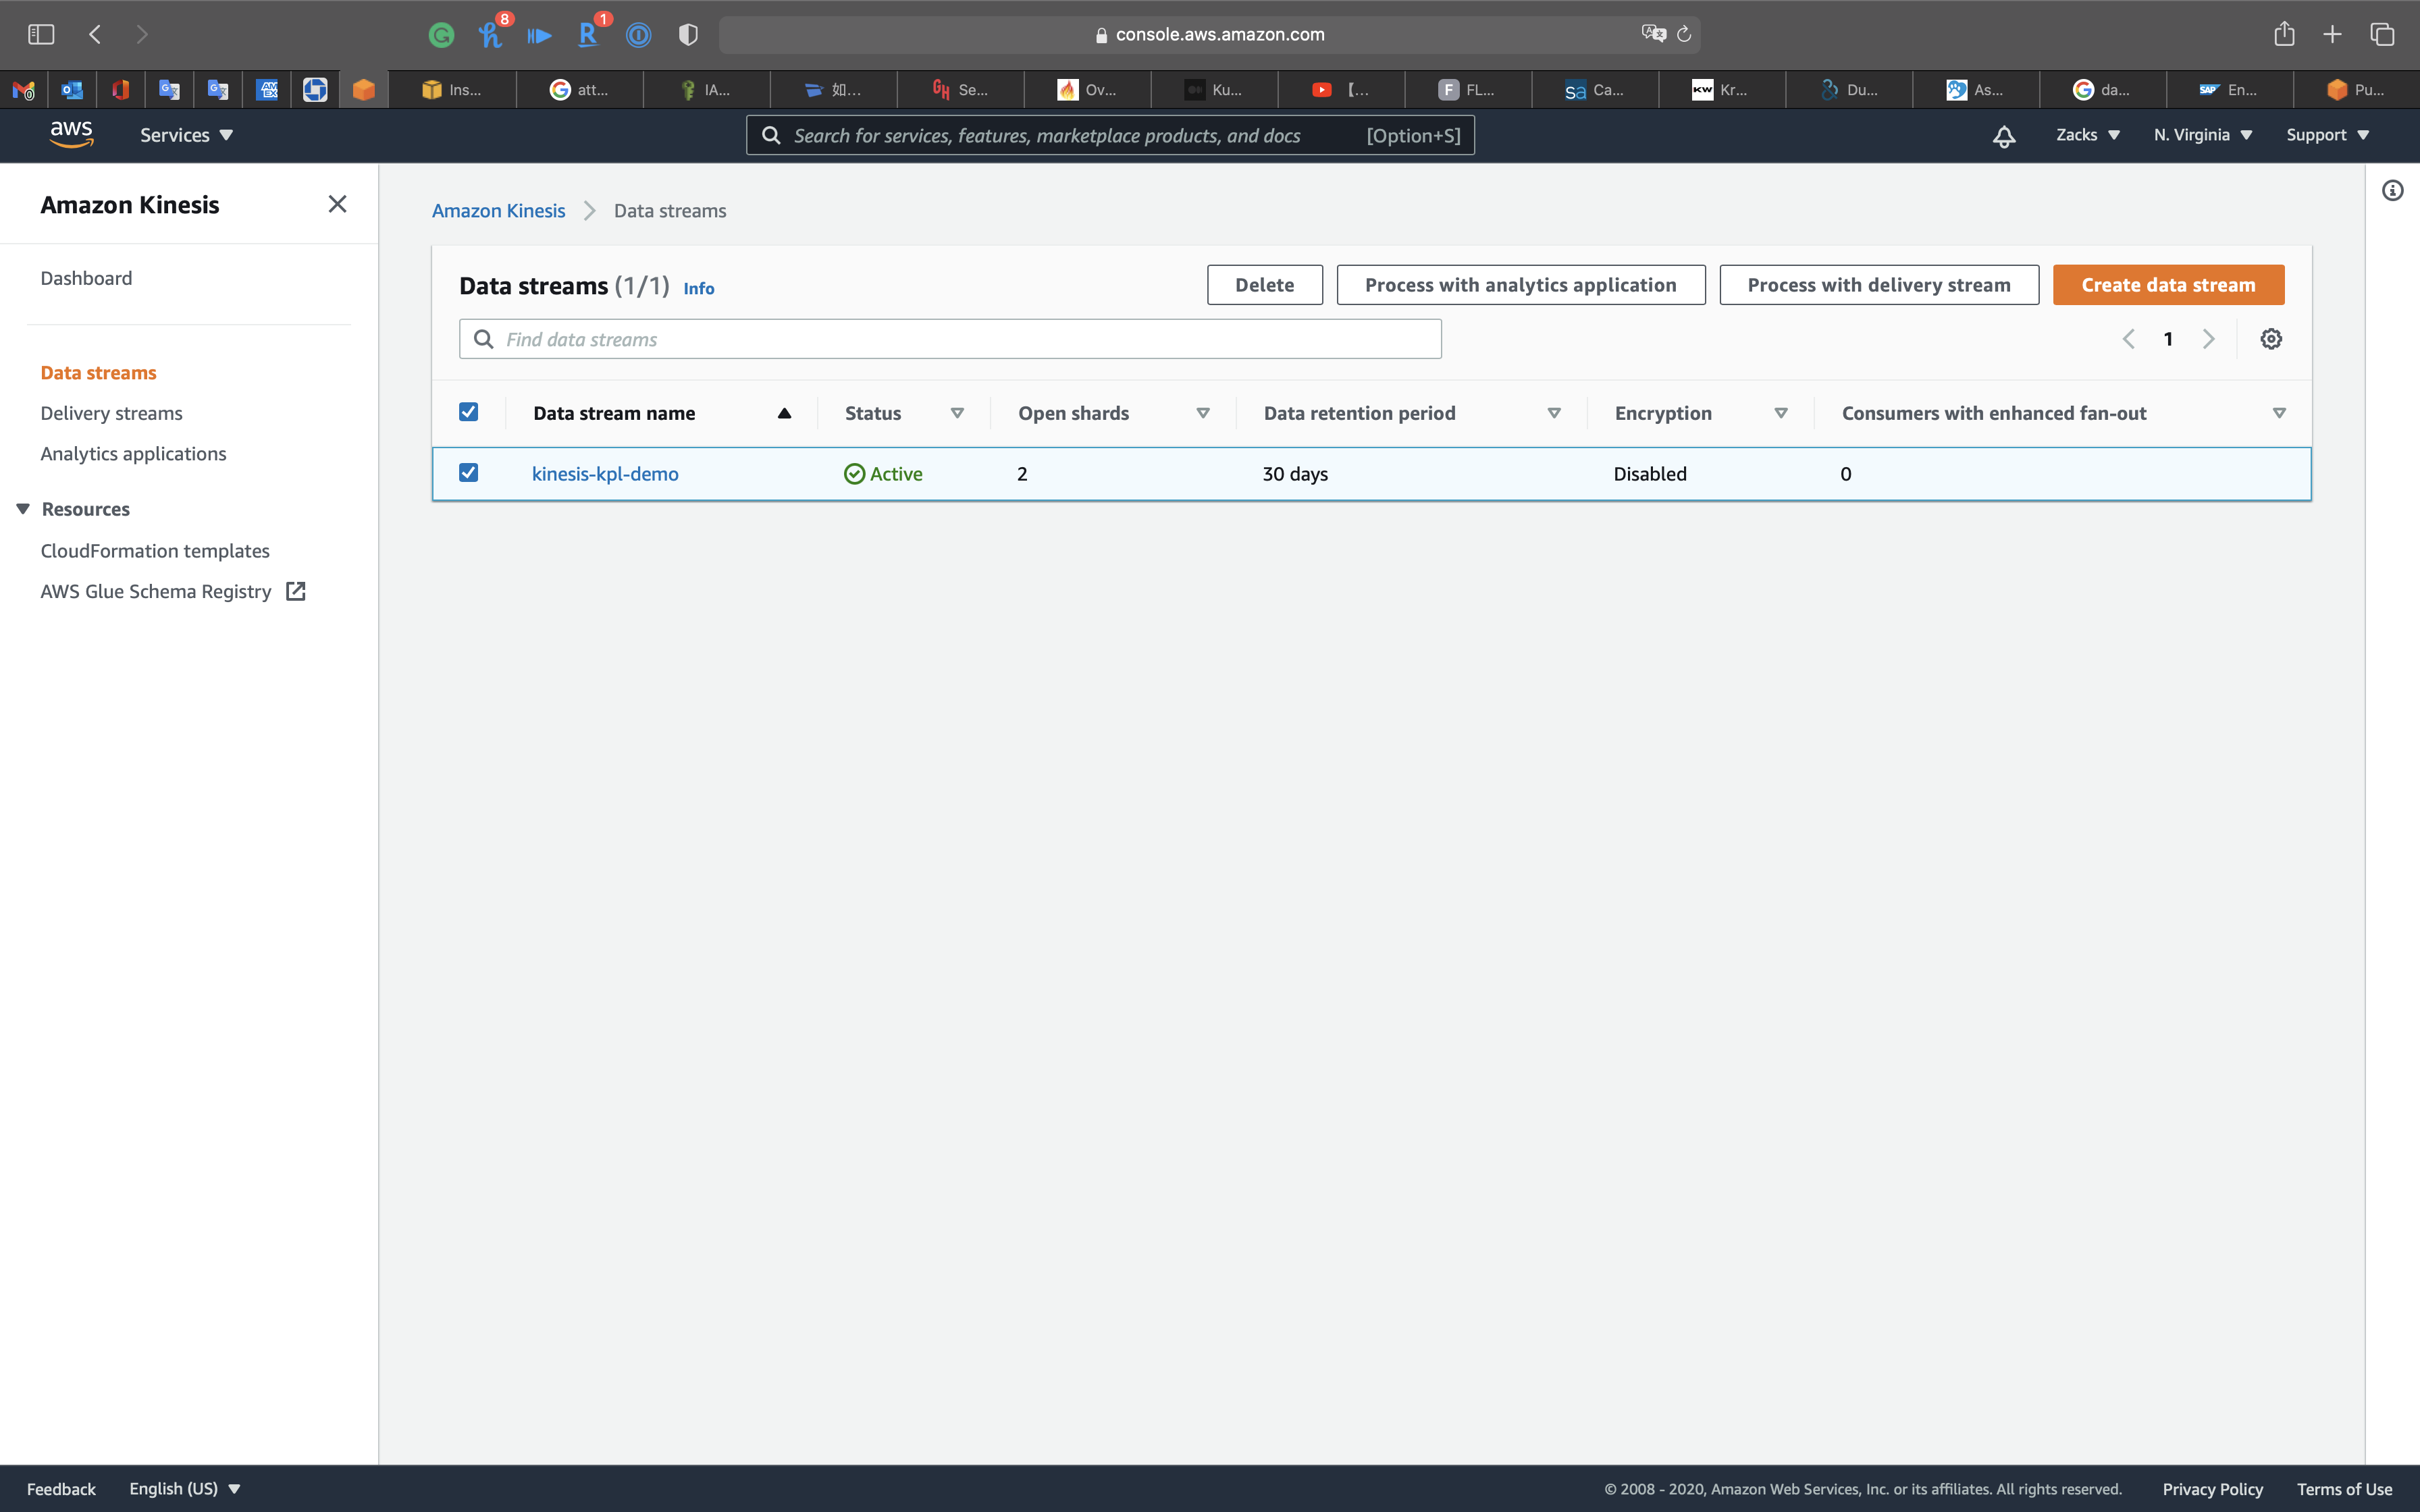 8
1
console.aws.amazon.com
Ins...
att...
IA...
如...
Se...
Ov...
Ku...
【...
FL...
Ca...
Kr...
Du...
As...
da...
En...
Pu...
aws
Services
Search for services, features, marketplace products, and docs
[Option+S]
Zacks
N. Virginia
Support
Amazon Kinesis
Dashboard
Data streams
Delivery streams
Analytics applications
Resources
CloudFormation templates
AWS Glue Schema Registry
Amazon Kinesis
Data streams
Data streams (1/1) Info
Delete
Process with analytics application
Process with delivery stream
Create data stream
Find data streams
1
Data stream name
Status
Open shards
Data retention period
Encryption
Consumers with enhanced fan-out
kinesis-kpl-demo
Active
2
30 days
Disabled
0
Feedback
English (US)
© 2008 - 2020, Amazon Web Services, Inc. or its affiliates. All rights reserved.
Privacy Policy
Terms of Use